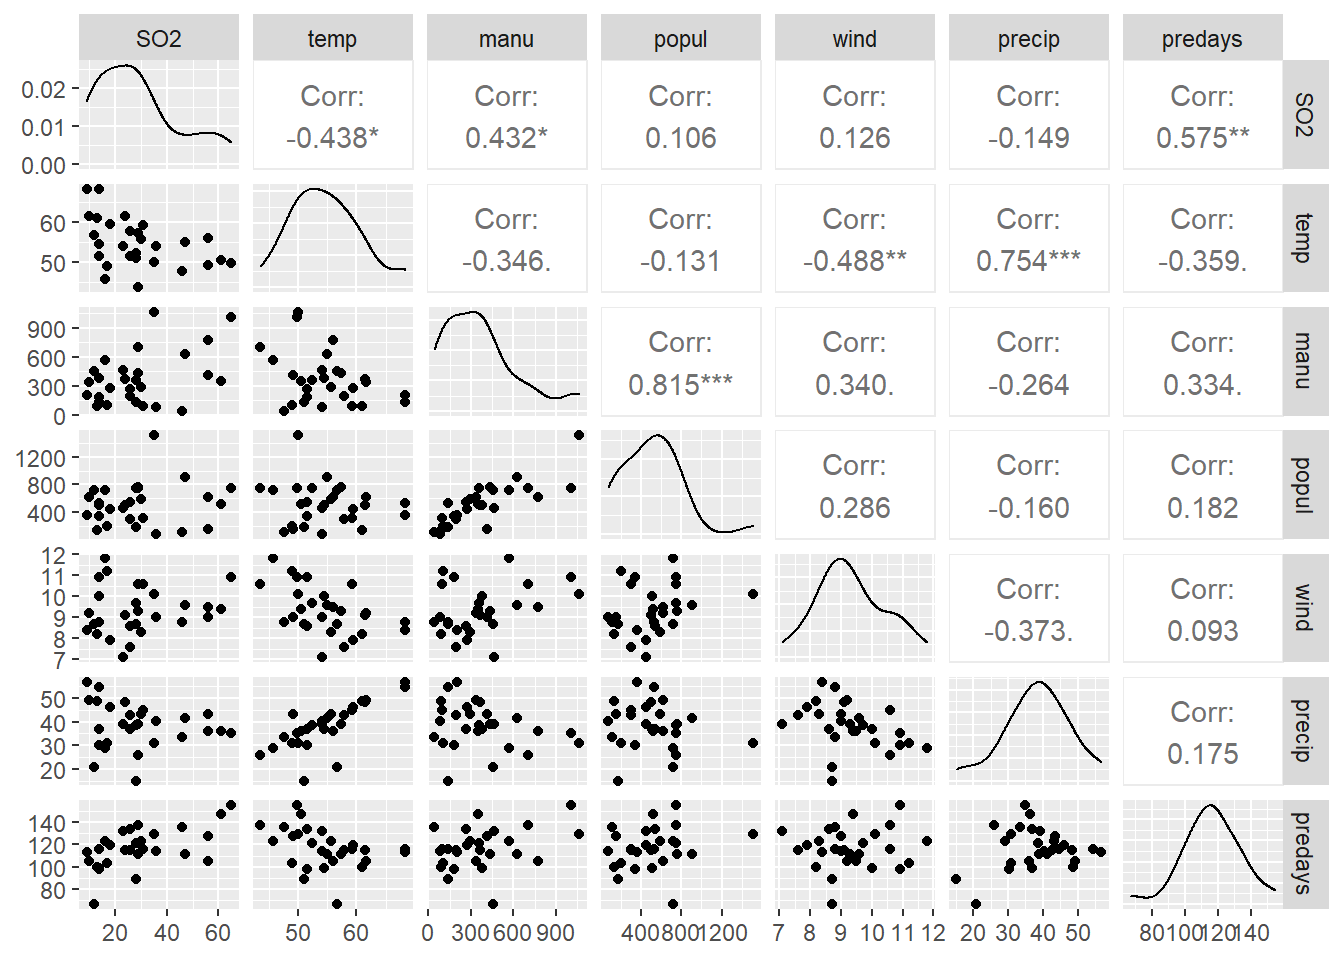 SO2 temp manu popul wind precip predays
0.02
0.01
0.00
Corr:
-0.438*
Corr:
0.432*
Corr:
0.106
Corr:
0.126
Corr:
-0.149
Corr:
0.575**
SO2
60
50
Corr:
-0.346.
Corr:
-0.131
Corr:
-0.488**
Corr:
0.754***
Corr:
-0.359.
temp
900
600
300
0
Corr:
0.815***
Corr:
0.340.
Corr:
-0.264
Corr:
0.334.
manu
1200
800
400
Corr:
0.286
Corr:
-0.160
Corr:
0.182
popul
12
11
10
9
8
7
Corr:
-0.373.
Corr:
0.093
wind
50
40
30
20
Corr:
0.175
precip
140
120
100
80
predays
20 40 60 50 60 0 300 600 900 400 800 1200 7 8 9 10 11 12 20 30 40 50 80 100 120 140